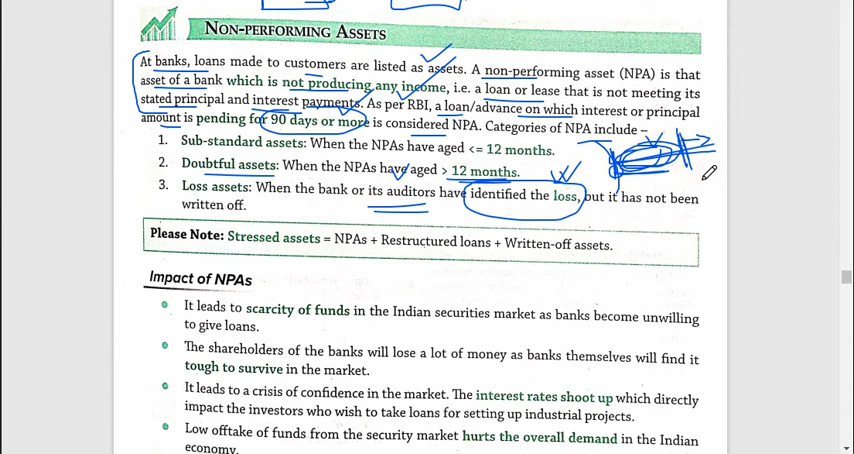 NON-PERFORMING ASSETS
At banks, loans made to customers are listed as assets. A non-performing asset (NPA) is that
asset of a bank which is not producing any income, i.e. a loan or lease that is not meeting its
stated principal and interest payments. As per RBI, a loan/advance on which interest or principal
amount is pending for 90 days or more is considered NPA. Categories of NPA include –
1. Sub-standard assets: When the NPAs have aged <= 12 months.
2. Doubtful assets: When the NPAs have aged > 12 months.
3. Loss assets: When the bank or its auditors have identified the loss, but it has not been
written off.
Please Note: Stressed assets = NPAs + Restructured loans + Written-off assets.
Impact of NPAs
It leads to scarcity of funds in the Indian securities market as banks become unwilling
to give loans.
The shareholders of the banks will lose a lot of money as banks themselves will find it
tough to survive in the market.
It leads to a crisis of confidence in the market. The interest rates shoot up which directly
impact the investors who wish to take loans for setting up industrial projects.
Low offtake of funds from the security market hurts the overall demand in the Indian
economy.